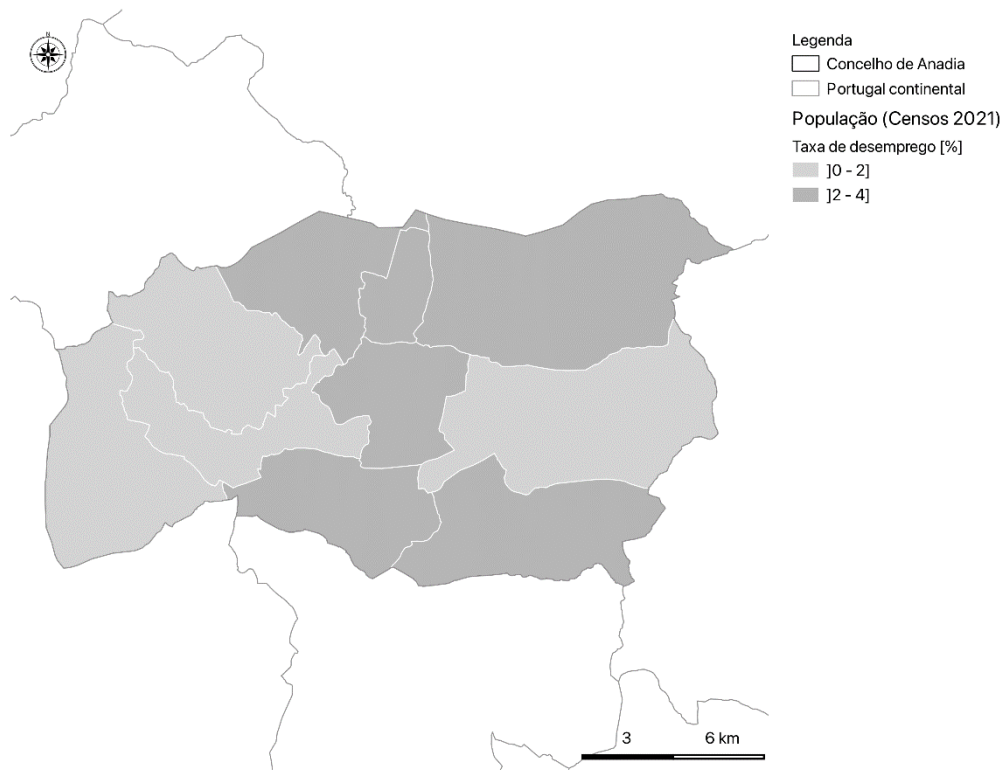 N
Legenda
Concelho de Anadia
Portugal continental
População (Censos 2021)
Taxa de desemprego [%]
]0 - 2]
]2 - 4]
3 6 km